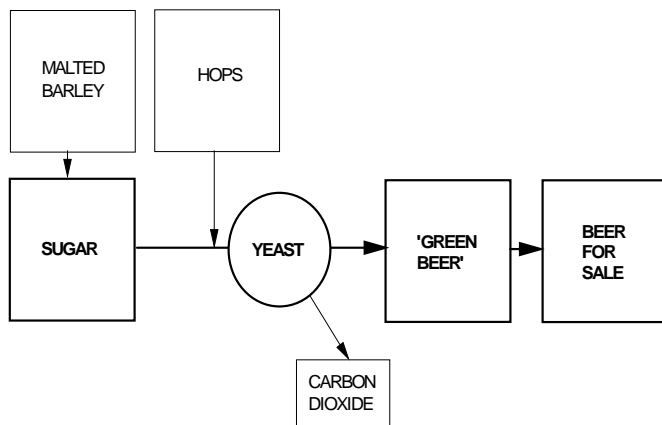 MALTED
BARLEY
HOPS
SUGAR
YEAST
'GREEN
BEER'
BEER
FOR
SALE
CARBON
DIOXIDE